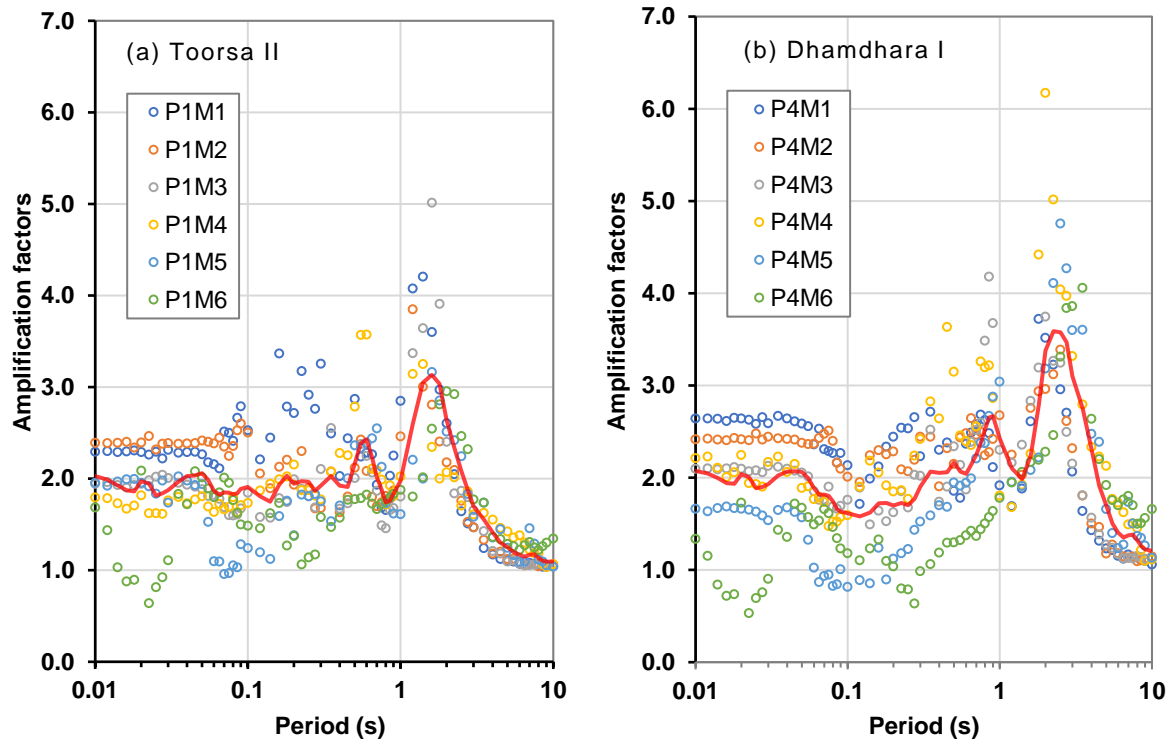 (a) Toorsa II
P1M1
P1M2
P1M3
P1M4
P1M5
P1M6
Amplification factors
7.0
6.0
5.0
4.0
3.0
2.0
1.0
0.0
0.01
0.1
1
10
Period (s)
(b) Dhamdhara I
P4M1
P4M2
P4M3
P4M4
P4M5
P4M6
Amplification factors
7.0
6.0
5.0
4.0
3.0
2.0
1.0
0.0
0.01
0.1
1
10
Period (s)